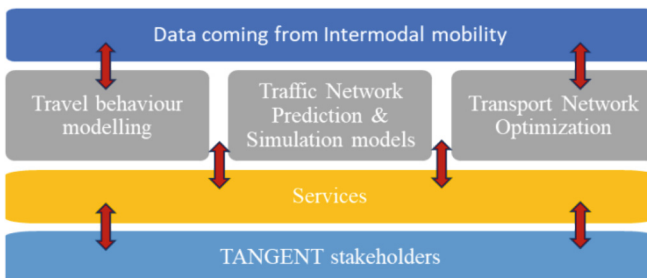 Data coming from Intermodal mobility
Travel behaviour
modelling
Traffic Network
Prediction &
Simulation models
Transport Network
Optimization
Services
TANGENT stakeholders